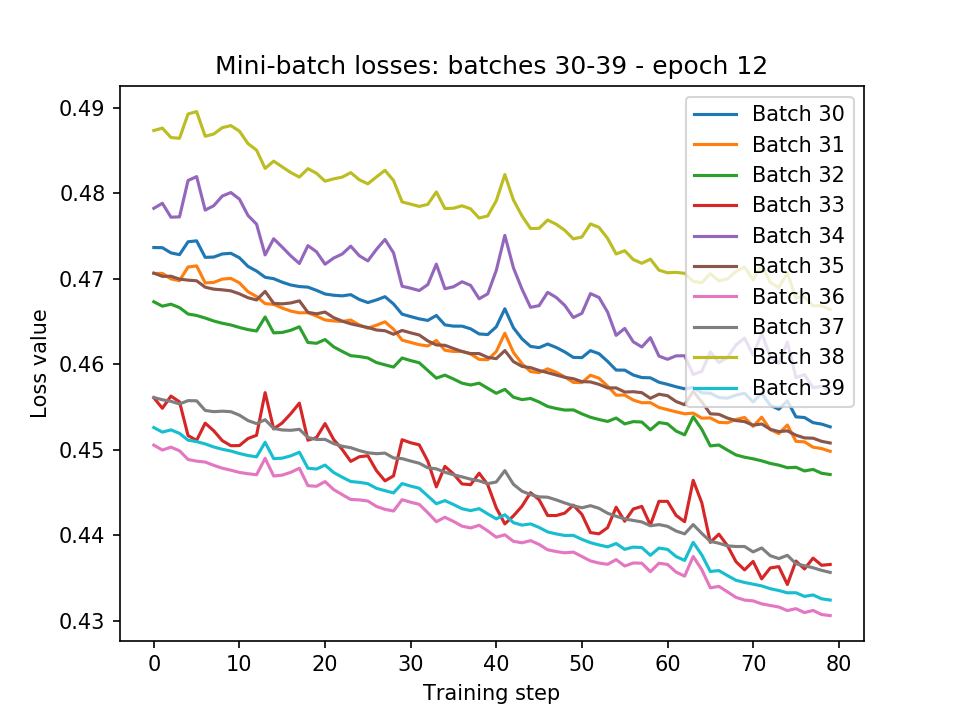 Mini-batch losses: batches 30-39 - epoch 12
0.49
0.48
0.47
0.46
0.45
0.44
0.43
Loss value
Batch 30
Batch 31
Batch 32
Batch 33
Batch 34
Batch 35
Batch 36
Batch 37
Batch 38
Batch 39
0 10 20 30 40 50 60 70 80
Training step